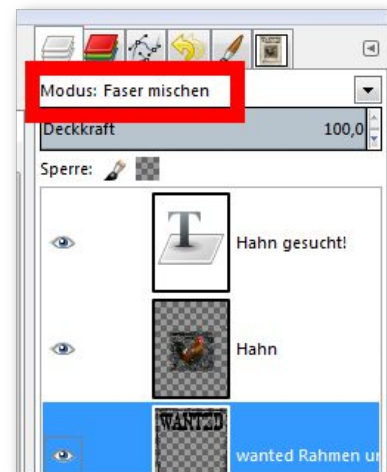 Modus: Faser mischen
Deckkraft 100,0
Sperre:
T
Hahn gesucht!
Hahn
WANTED
wanted Rahmen ur